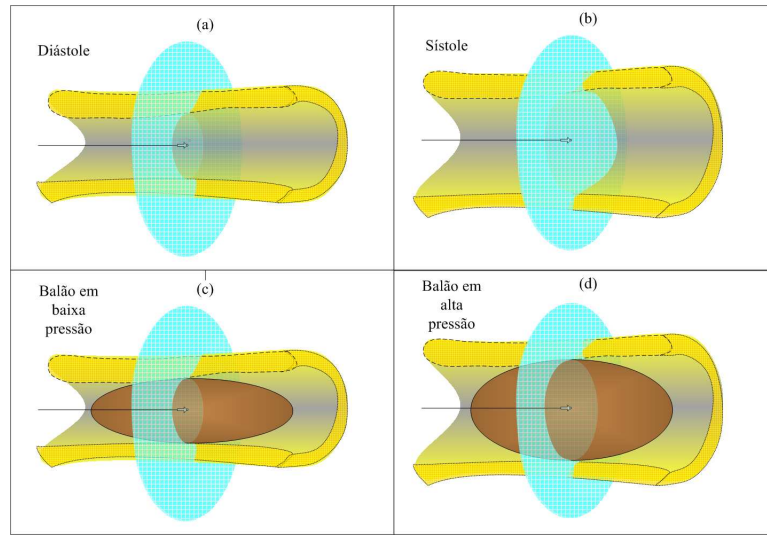 (a)
Diástole
(b)
Sístole
(c)
Balão em
baixa
pressão
(d)
Balão em
alta
pressão